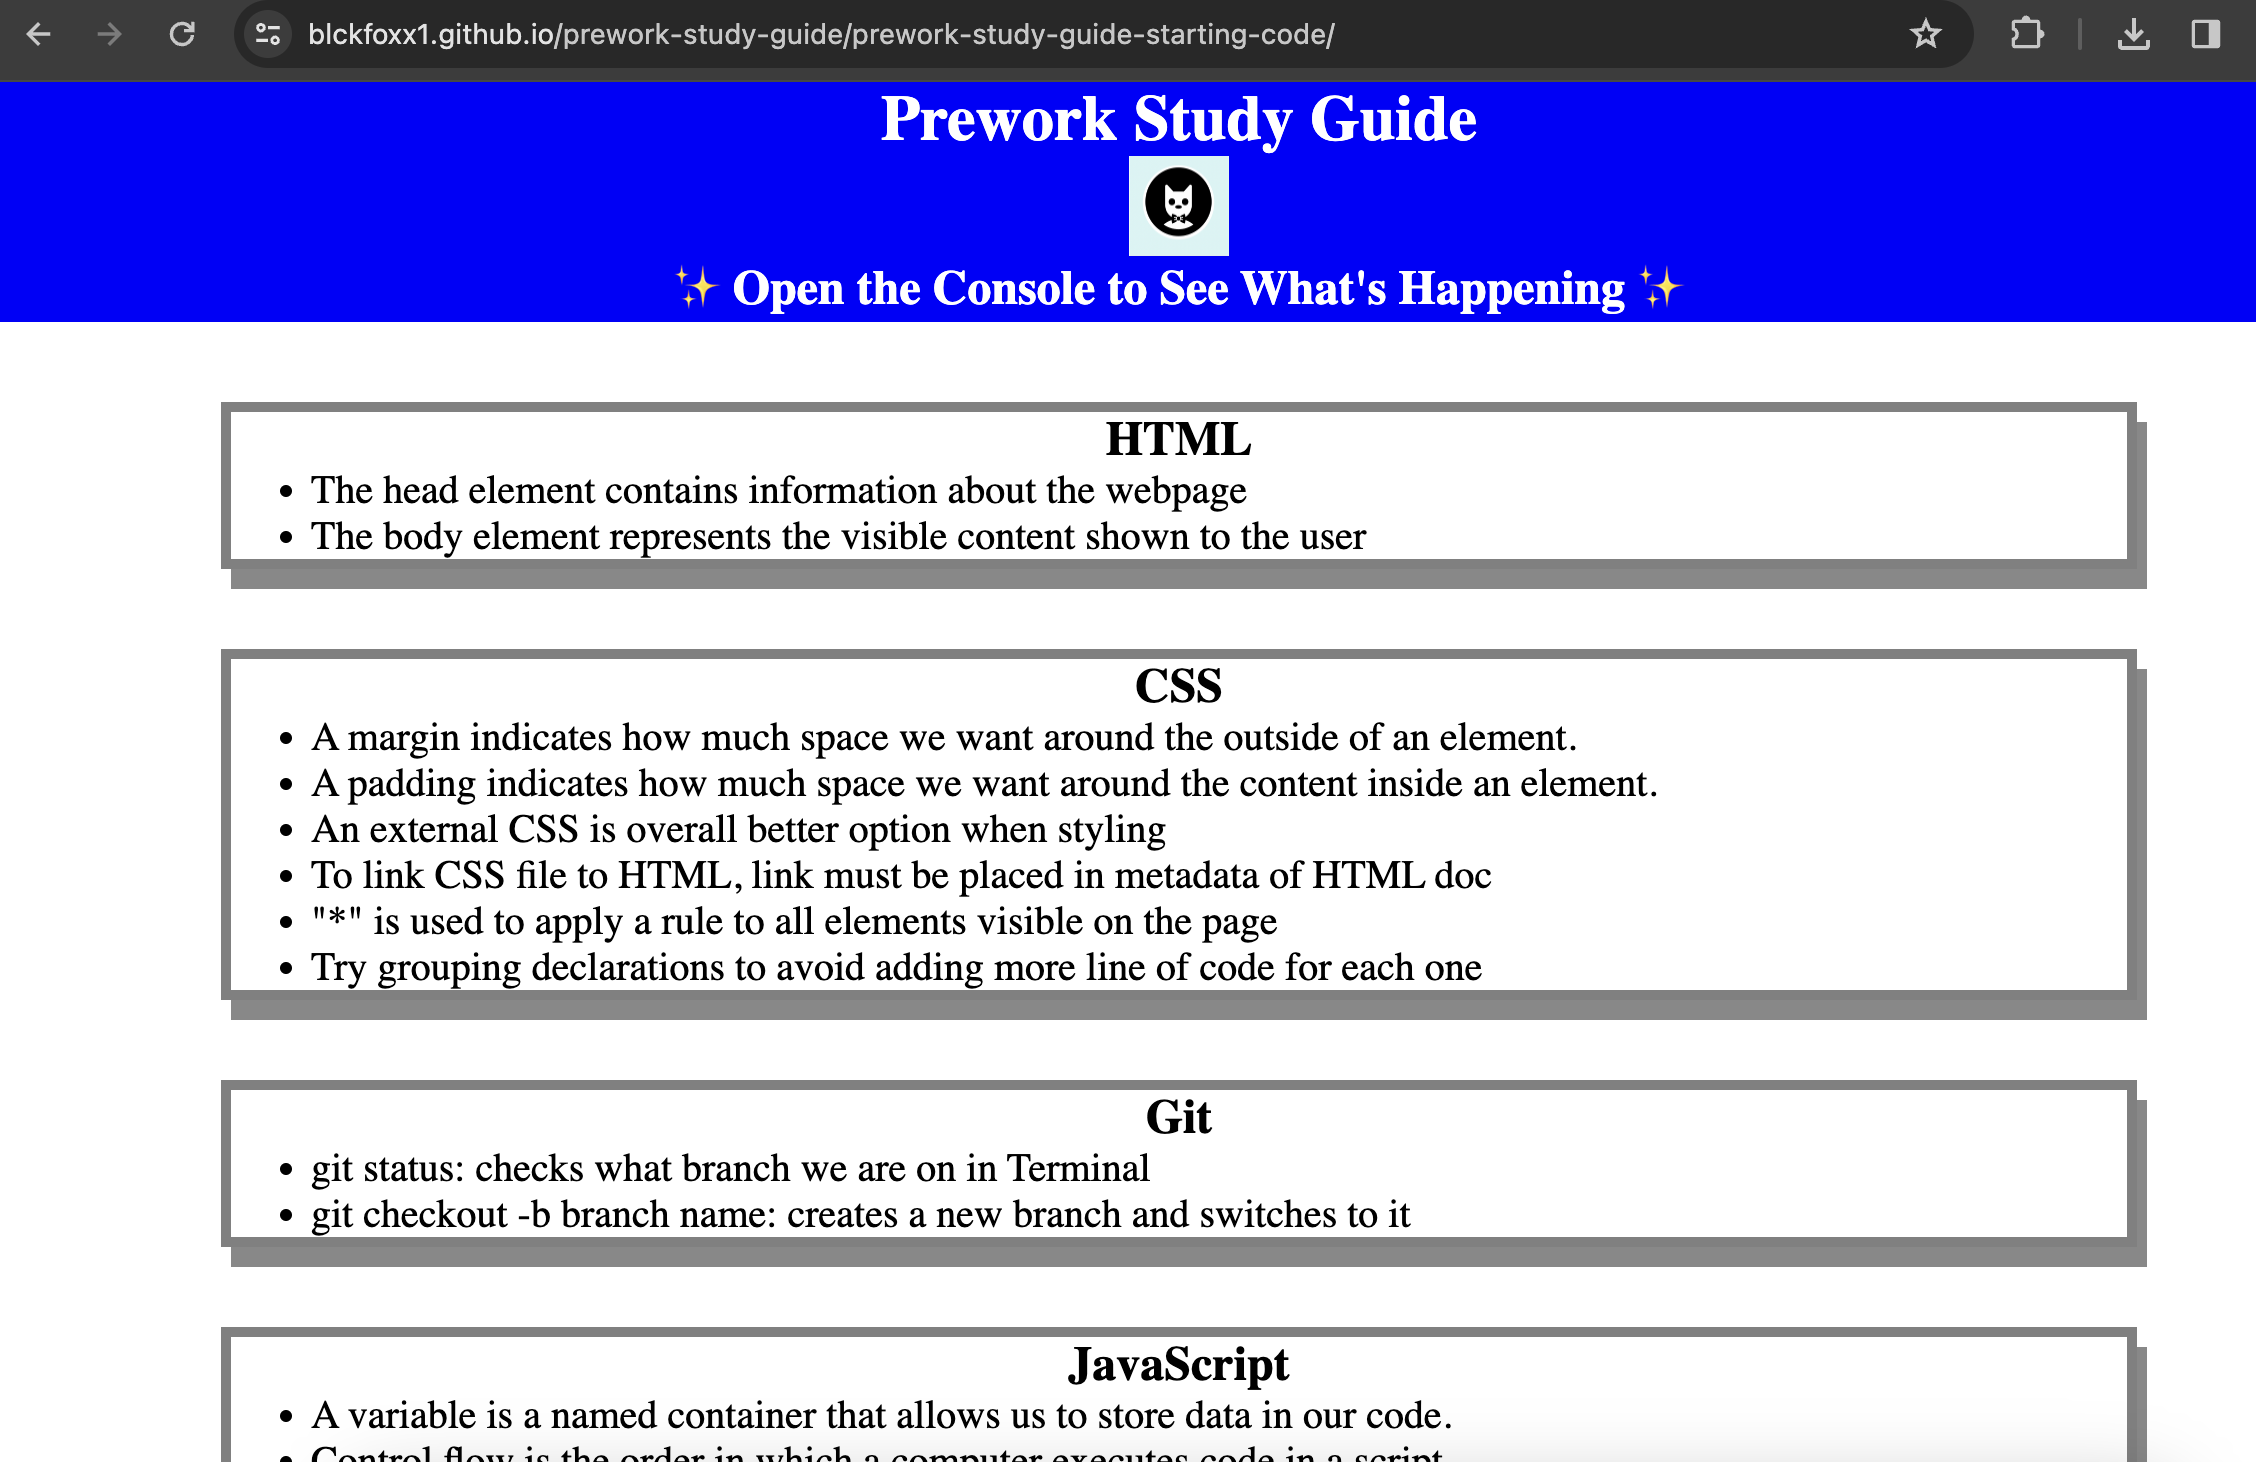 blckfoxx1.github.io/prework-study-guide/prework-study-guide-starting-code/
Prework Study Guide
✨ Open the Console to See What's Happening ✨
HTML
• The head element contains information about the webpage
• The body element represents the visible content shown to the user
CSS
• A margin indicates how much space we want around the outside of an element.
• A padding indicates how much space we want around the content inside an element.
• An external CSS is overall better option when styling
• To link CSS file to HTML, link must be placed in metadata of HTML doc
• "*" is used to apply a rule to all elements visible on the page
• Try grouping declarations to avoid adding more line of code for each one
Git
• git status: checks what branch we are on in Terminal
• git checkout -b branch name: creates a new branch and switches to it
JavaScript
• A variable is a named container that allows us to store data in our code.
• Control flow is the order in which a computer executes code in a script